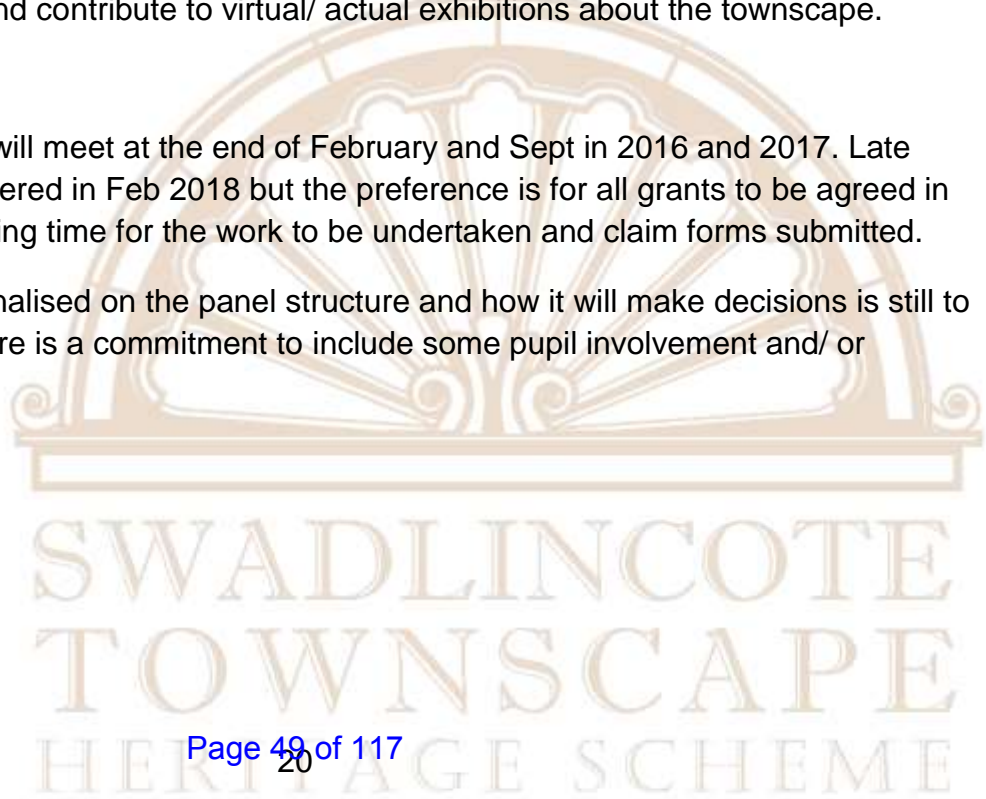 nd contribute to virtual/ actual exhibitions about the townscape.
will meet at the end of February and Sept in 2016 and 2017. Late
ered in Feb 2018 but the preference is for all grants to be agreed in
ing time for the work to be undertaken and claim forms submitted.
nalised on the panel structure and how it will make decisions is still to
re is a commitment to include some pupil involvement and/ or
SWADLINCOTE
TOWNSCAPE
HERITAGE SCHEME
Page 49 of 117
20